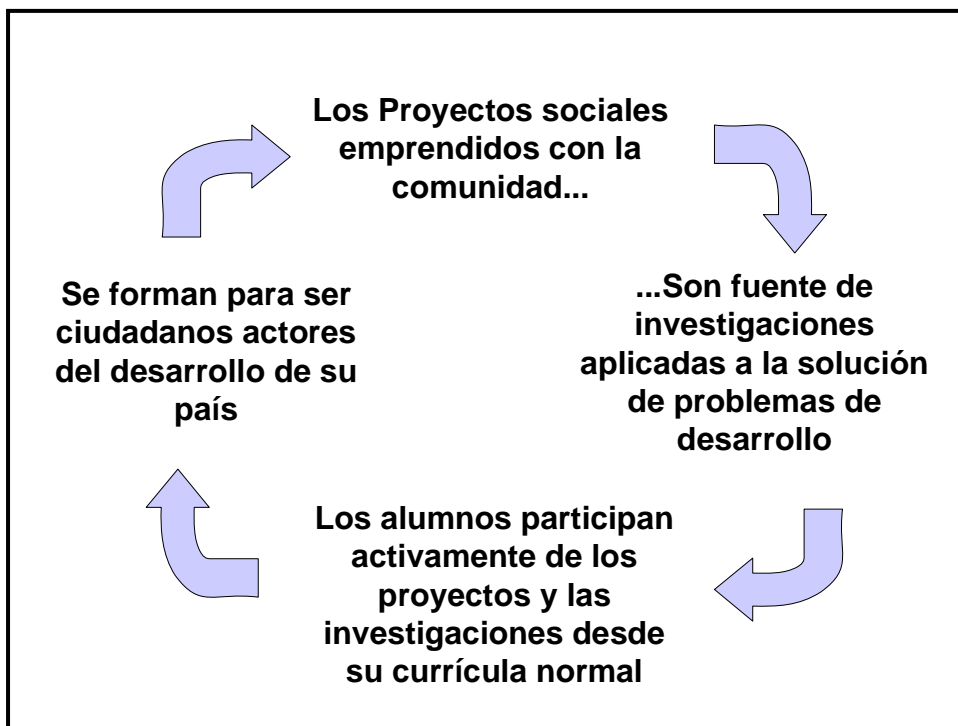 Los Proyectos sociales
emprendidos con la
comunidad...
...Son fuente de
investigaciones
aplicadas a la solución
de problemas de
desarrollo
Los alumnos participan
activamente de los
proyectos y las
investigaciones desde
su currícula normal
Se forman para ser
ciudadanos actores
del desarrollo de su
país